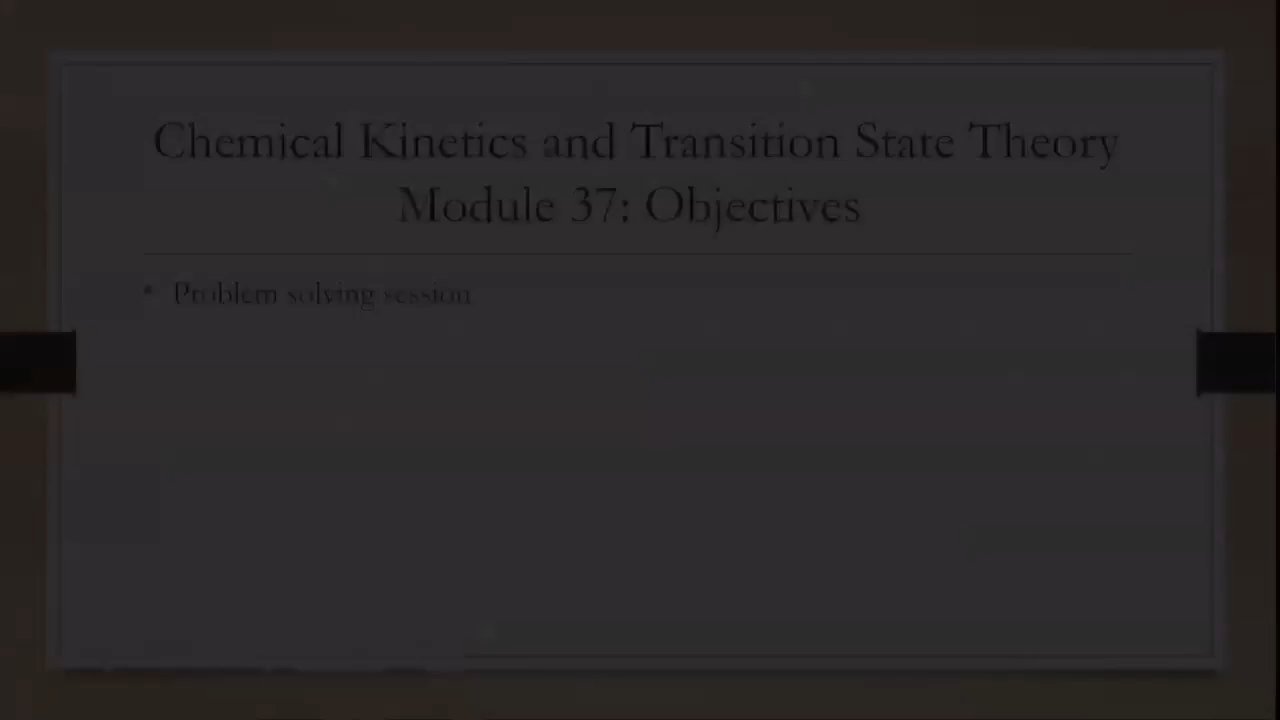 Chemical Kinetics and Transition State Theory
Module 37: Objectives
• Problem solving session